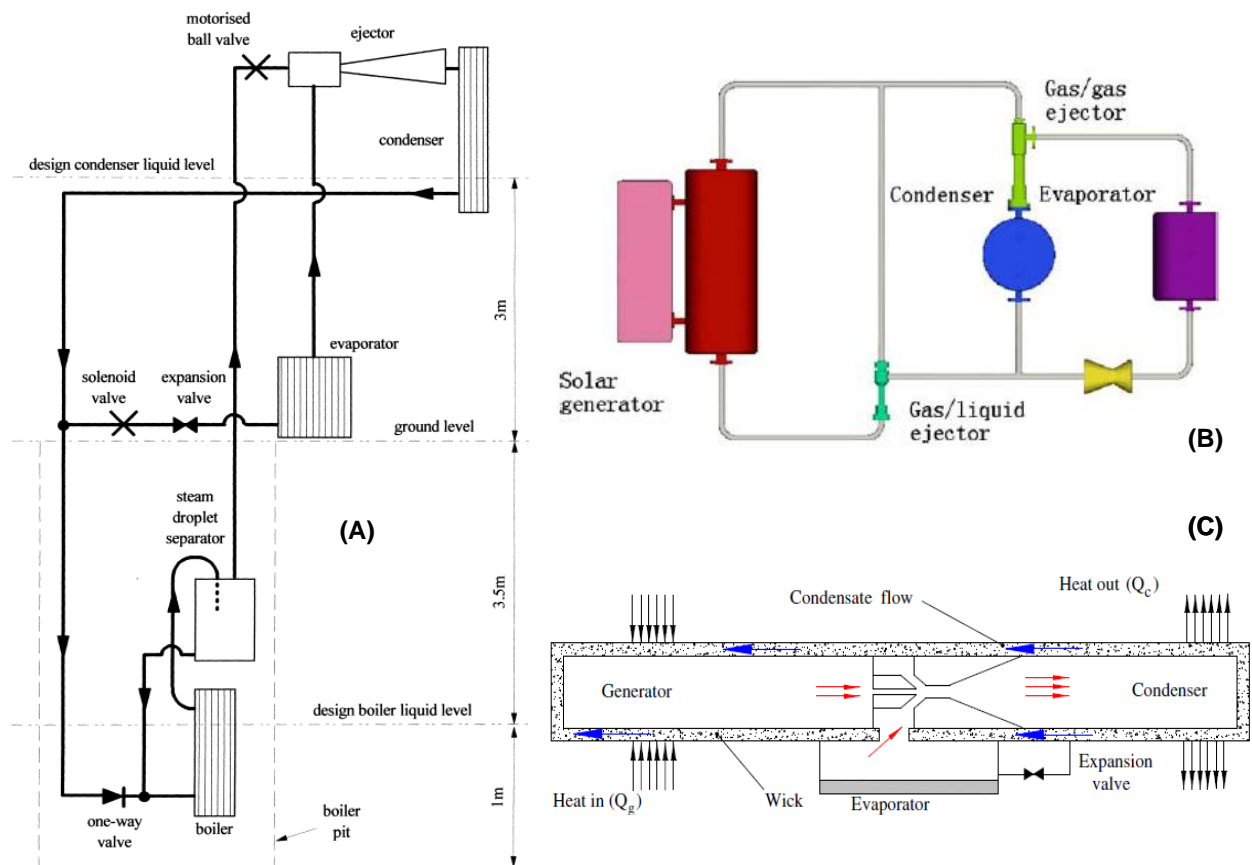 motorised
ball valve
ejector
condenser
design condenser liquid level
3m
evaporator
solenoid
valve
expansion
valve
ground level
steam
droplet
separator
(A)
3.5m
design boiler liquid level
1m
one-way
valve
boiler
boiler
pit
Gas/gas
ejector
Condenser
Evaporator
Solar
generator
Gas/liquid
ejector
(B)
(C)
Condensate flow
Heat out (Qc)
Generator
Condenser
Heat in (Qg)
Wick
Evaporator
Expansion
valve